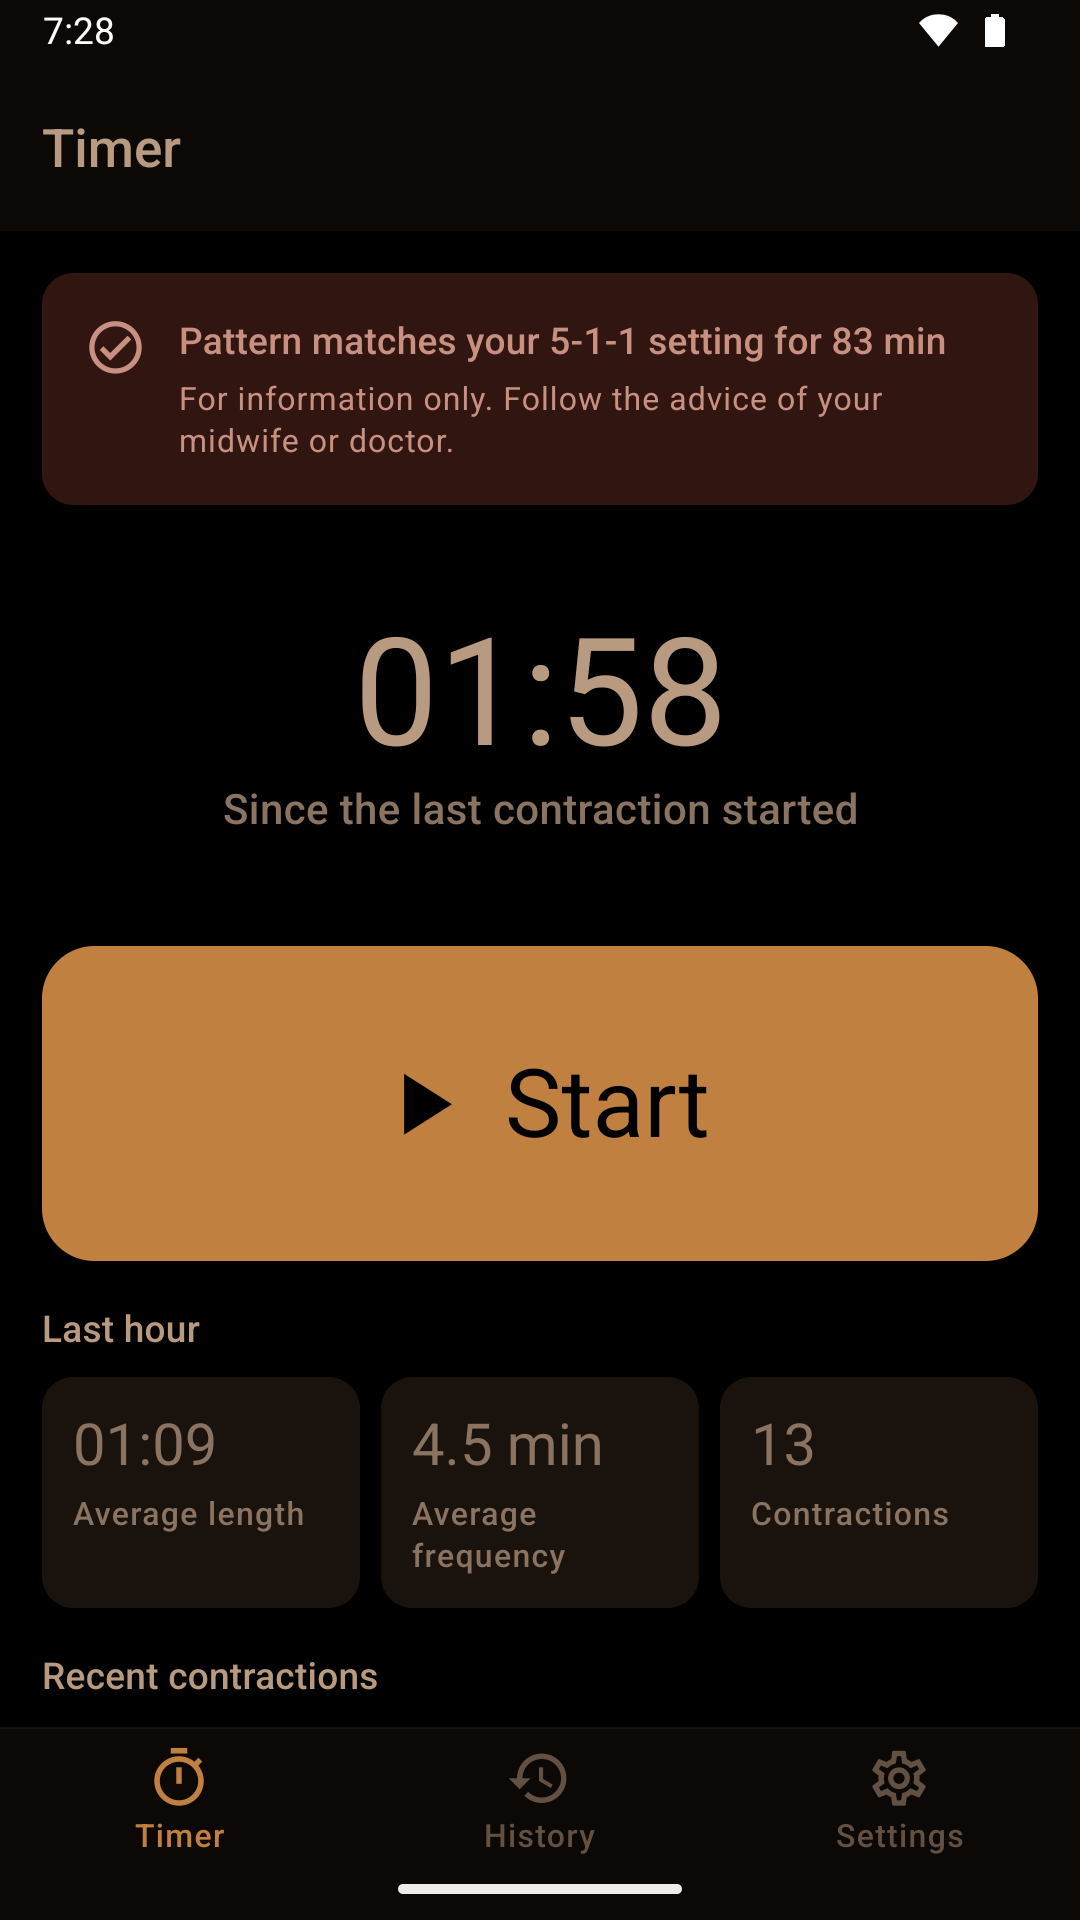 7:28
Timer
Pattern matches your 5-1-1 setting for 83 min
For information only. Follow the advice of your
midwife or doctor.
01:58
Since the last contraction started
Start
Last hour
01:09
Average length
4.5 min
Average
frequency
13
Contractions
Recent contractions
Timer
History
Settings